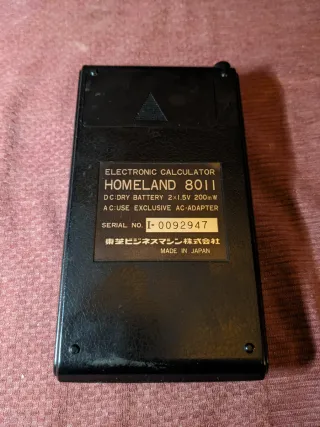 ELECTRONIC CALCULATOR
HOMELAND 8011
DC:DRY BATTERY 2×1.5V 200mW
AC:USE EXCLUSIVE AC-ADAPTER
SERIAL NO. I-0092947
東芝ビジネスマシン株式会社
MADE IN JAPAN